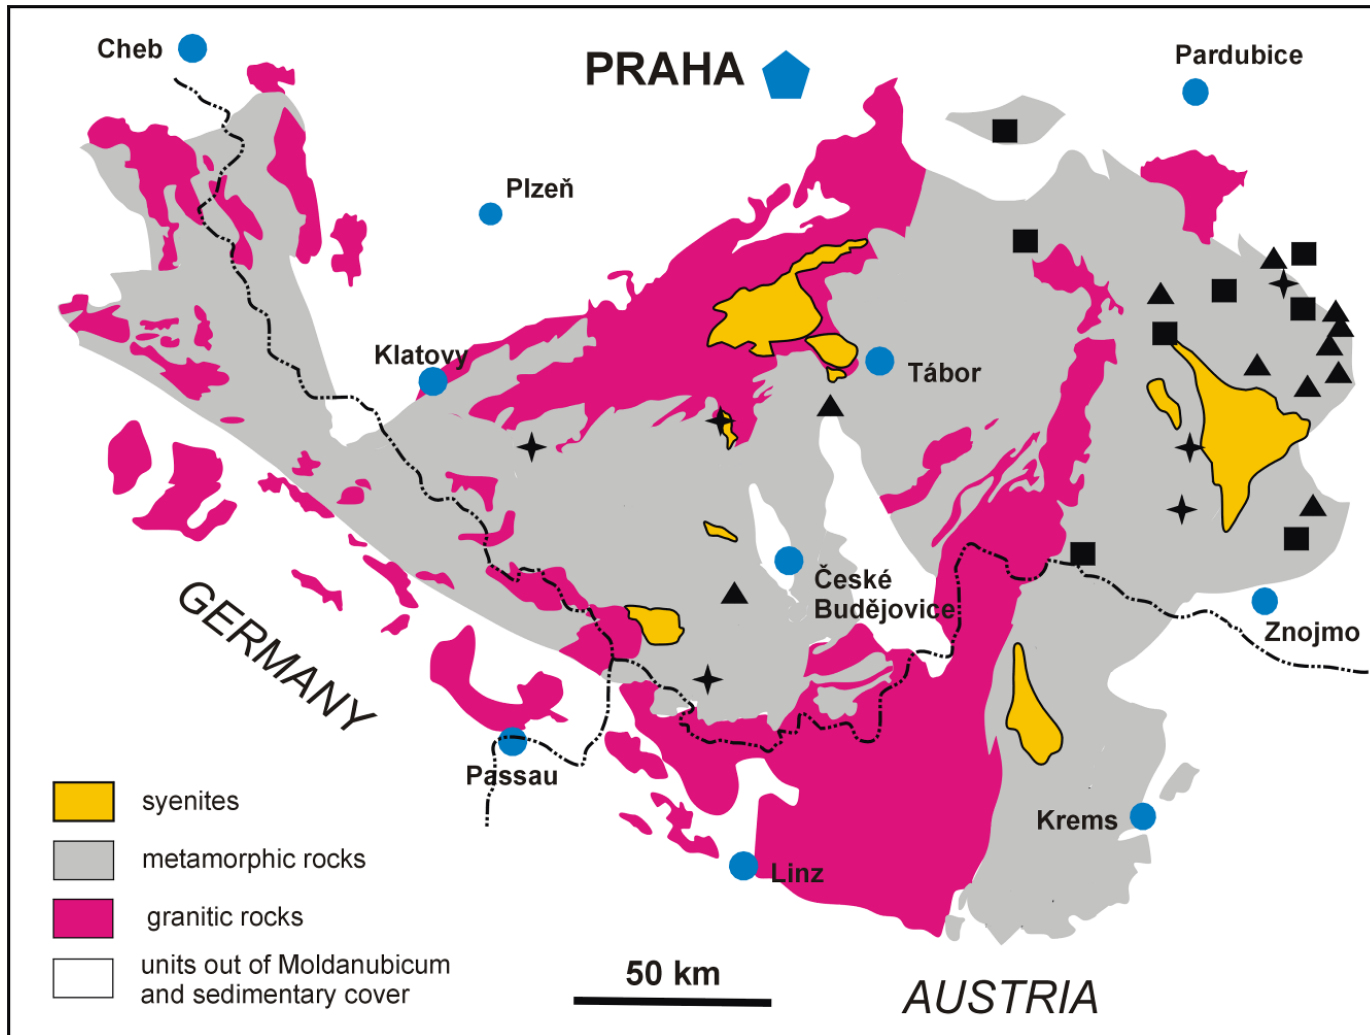 Cheb
PRAHA
Pardubice
Plzeň
Klatovy
Tábor
České
Budějovice
GERMANY
Znojmo
Passau
Krems
Linz
syenites
metamorphic rocks
granitic rocks
units out of Moldanubicum
and sedimentary cover
50 km
AUSTRIA